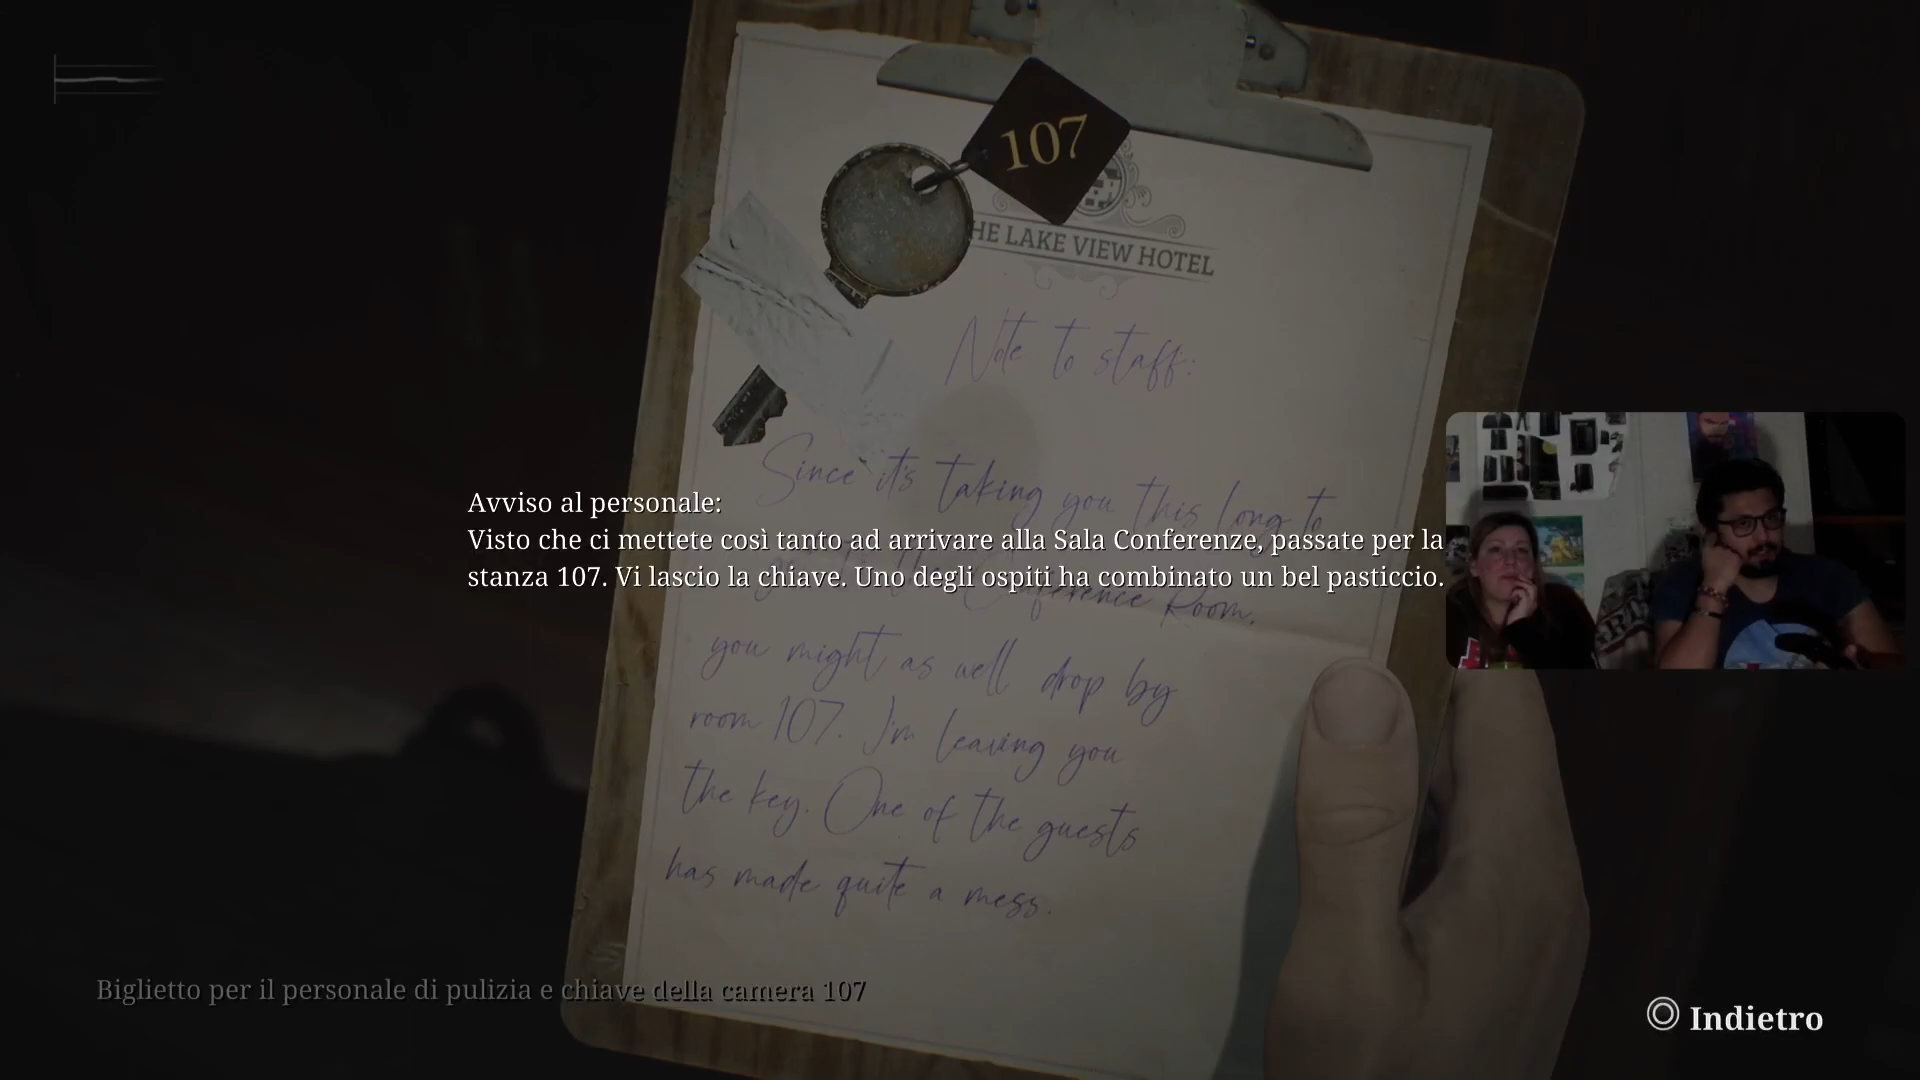 107
HE LAKE VIEW HOTEL
Note to staff:
Since it's taking you this long to
Conference Room,
you might as well drop by
room 107. I'm leaving you
the key. One of the guests
has made quite a mess.
Avviso al personale:
Visto che ci mettete così tanto ad arrivare alla Sala Conferenze, passate per la
stanza 107. Vi lascio la chiave. Uno degli ospiti ha combinato un bel pasticcio.
Biglietto per il personale di pulizia e chiave della camera 107
Indietro